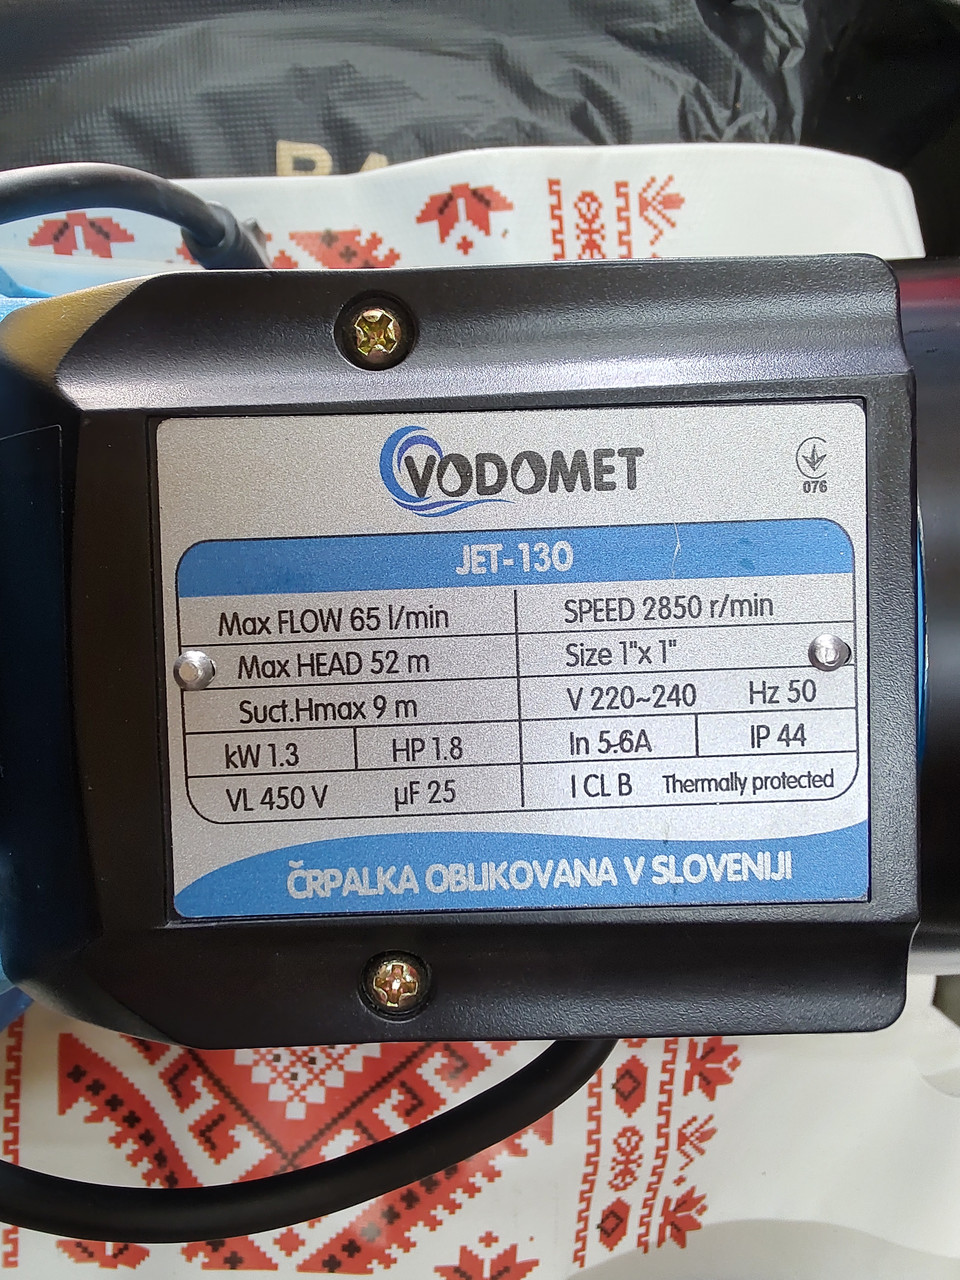 VODOMET
076
JET-130
Max FLOW 65 l/min SPEED 2850 r/min
Max HEAD 52 m Size 1"x 1"
Suct.Hmax 9 m V 220~240 Hz 50
kW 1.3 HP 1.8 In 5-6A IP 44
VL 450 V µF 25 I CL B Thermally protected
ČRPALKA OBLIKOVANA V SLOVENIJI